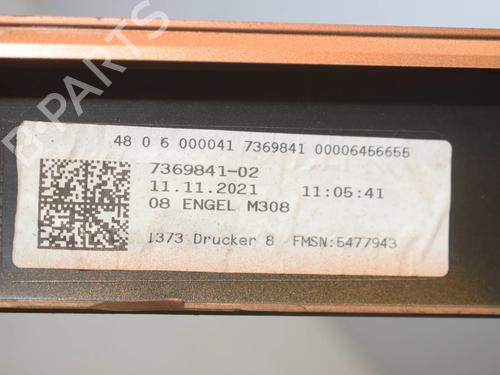 B-PARTS
48 0 6 000041 7369841 00006456656
7369841-02
11.11.2021 11:05:41
08 ENGEL M308
1373 Drucker 8 FMSN:5477943